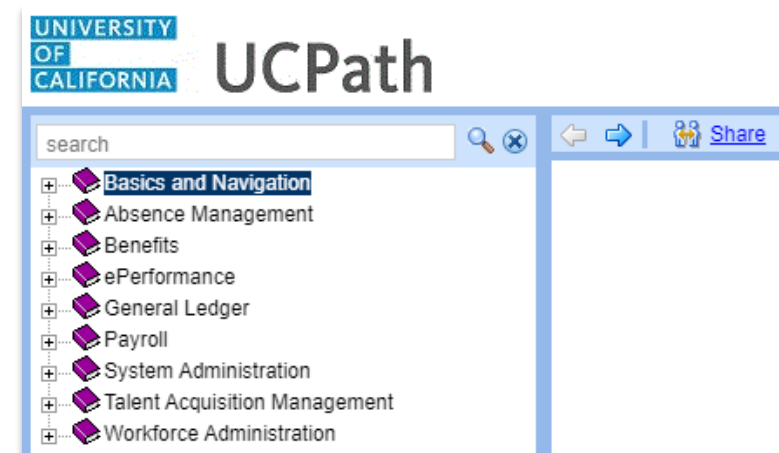 UNIVERSITY
OF
CALIFORNIA
UCPath
search
Share
Basics and Navigation
Absence Management
Benefits
ePerformance
General Ledger
Payroll
System Administration
Talent Acquisition Management
Workforce Administration